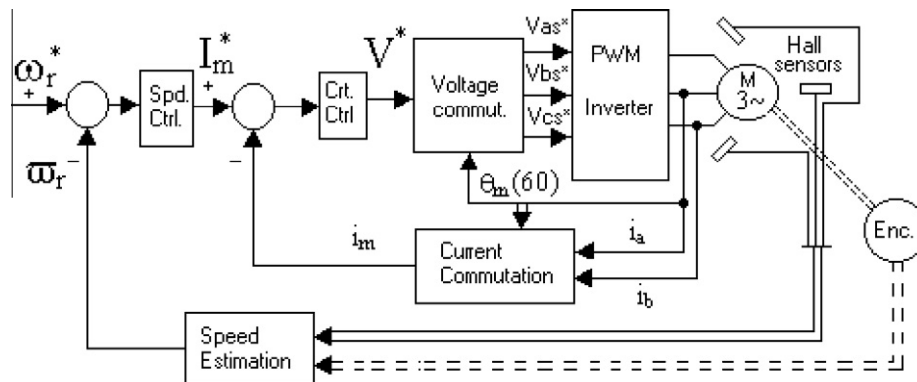 ω_r^*
+
ϖ_r
−
Spd.
Ctrl.
I_m^*
+
−
Crt.
Ctrl
V^*
Voltage
commut.
Vas*
Vbs*
Vcs*
PWM
Inverter
M
3~
Hall
sensors
Enc.
θ_m(60)
i_m
Current
Commutation
i_a
i_b
Speed
Estimation